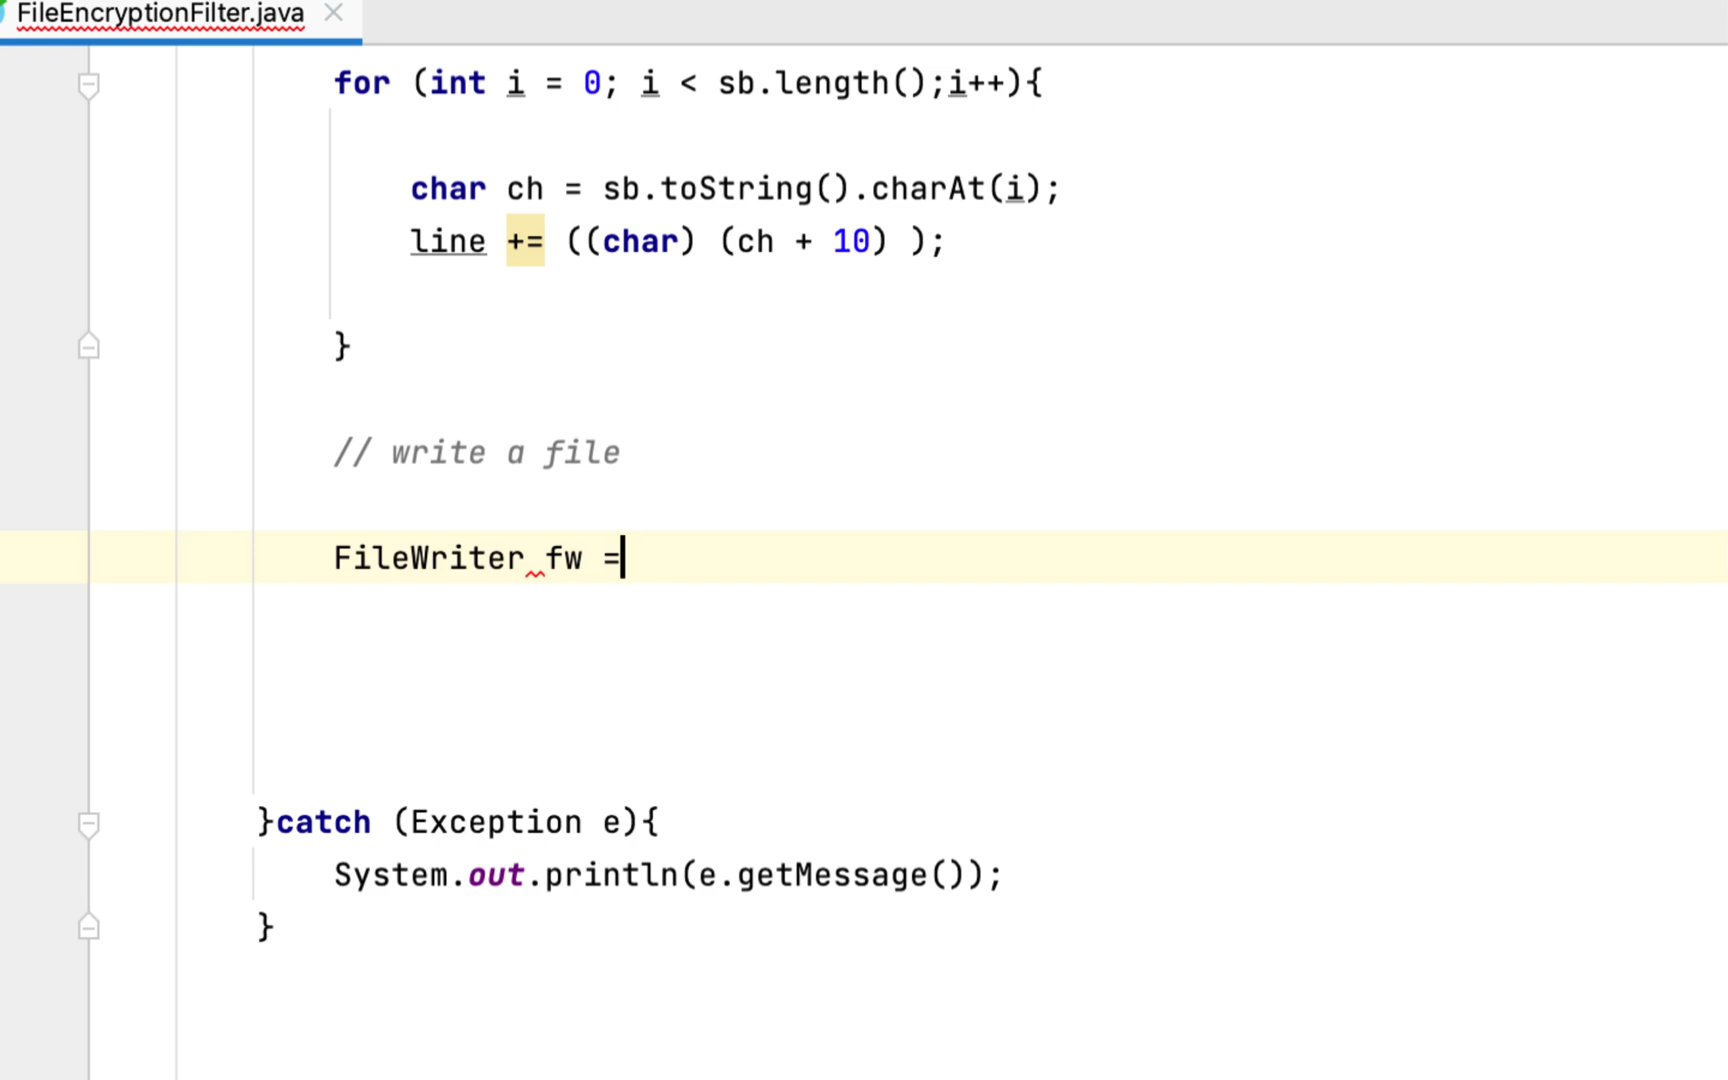 FileEncryptionFilter.java
for (int i = 0; i < sb.length();i++){
char ch = sb.toString().charAt(i);
line += ((char) (ch + 10) );
}
// write a file
FileWriter fw =
}catch (Exception e){
System.out.println(e.getMessage());
}